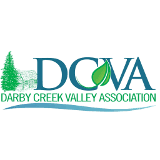 DCVA
DARBY CREEK VALLEY ASSOCIATION